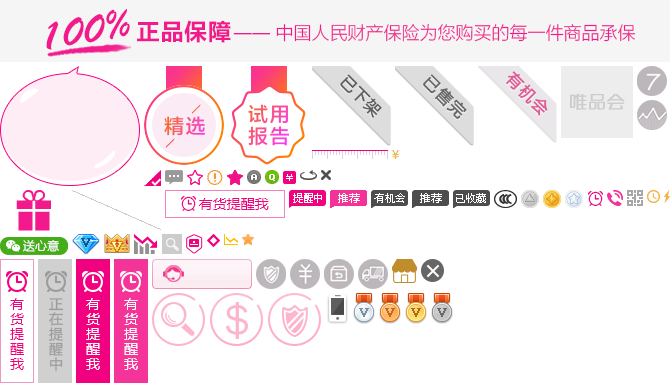 100% 正品保障 —— 中国人民财产保险为您购买的每一件商品承保
精选
试用
报告
已下架
已售完
有机会
唯品会
7
¥
A
Q
¥
有货提醒我
提醒中
推荐
有机会
推荐
已收藏
CCC
送心意
V
有货提醒我
正在提醒中
有货提醒我
有货提醒我
¥
$
V
V
V
V